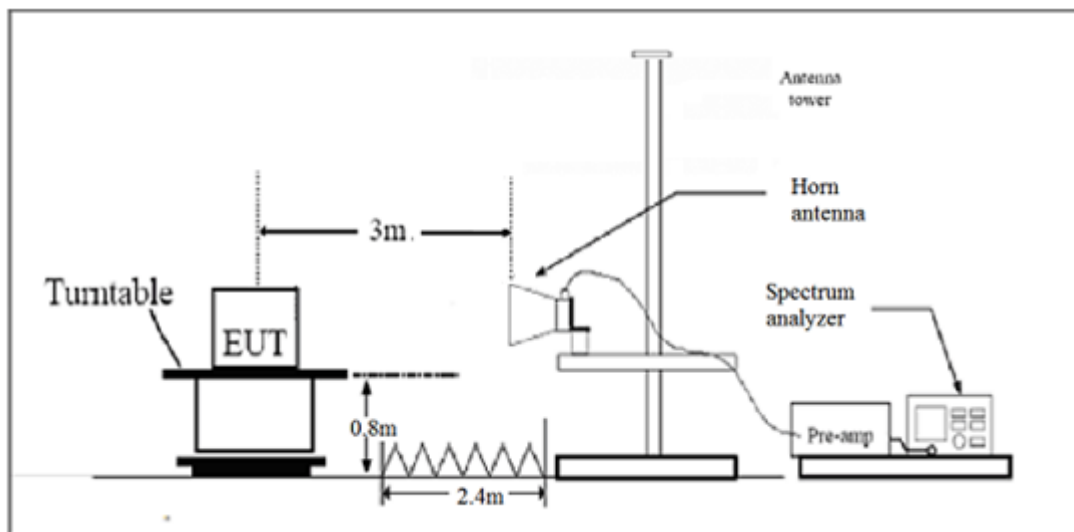 Antenna
tower
Horn
antenna
3m.
Turntable
EUT
Spectrum
analyzer
0.8m
Pre-amp
2.4m